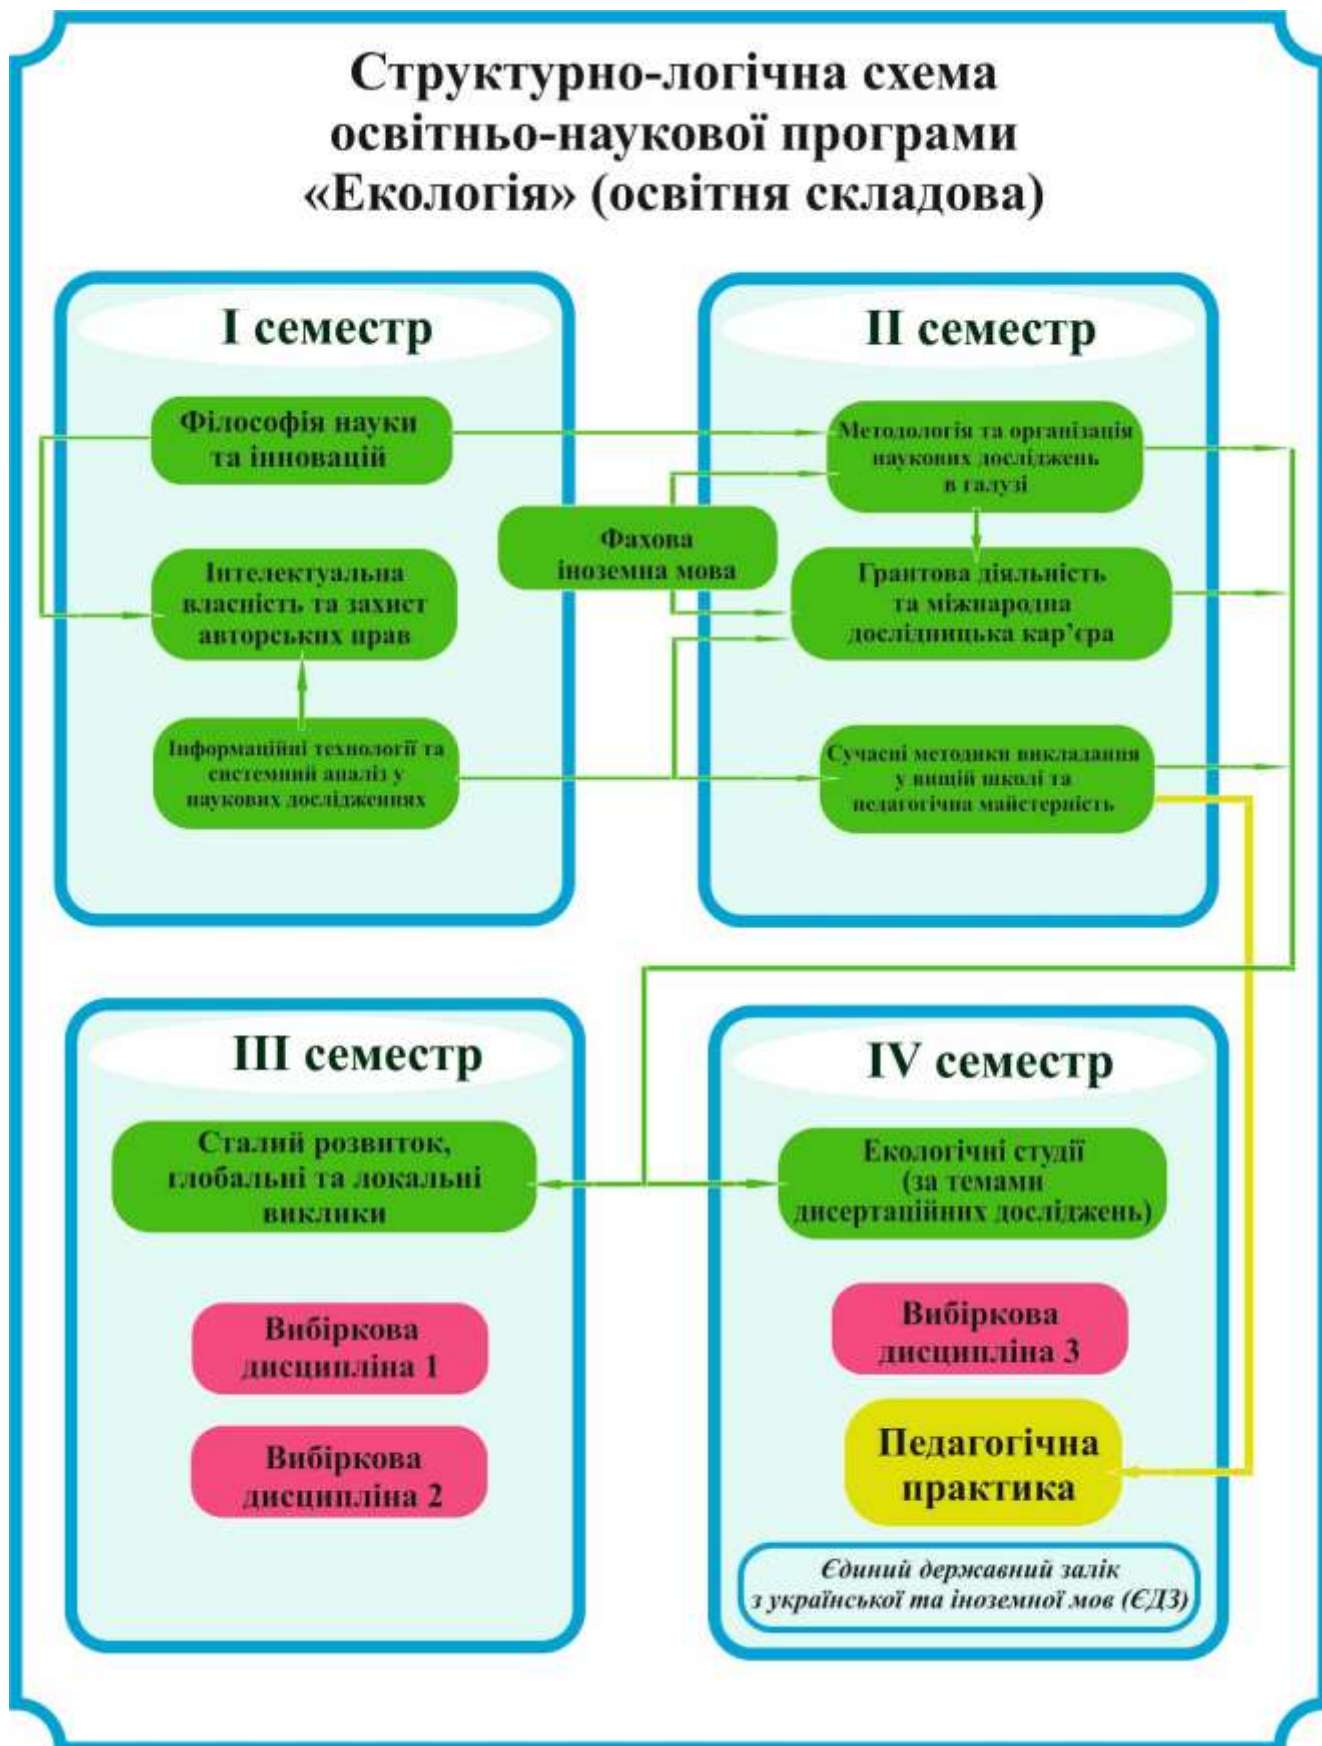 Структурно-логічна схема
освітньо-наукової програми
«Екологія» (освітня складова)
I семестр
Філософія науки
та інновацій
Інтелектуальна
власність та захист
авторських прав
Інформаційні технології та
системний аналіз у
наукових дослідженнях
Фахова
іноземна мова
II семестр
Методологія та організація
наукових досліджень
в галузі
Грантова діяльність
та міжнародна
дослідницька кар’єра
Сучасні методики викладання
у вищій школі та
педагогічна майстерність
III семестр
Сталий розвиток,
глобальні та локальні
виклики
Вибіркова
дисципліна 1
Вибіркова
дисципліна 2
IV семестр
Екологічні студії
(за темами
дисертаційних досліджень)
Вибіркова
дисципліна 3
Педагогічна
практика
Єдиний державний залік
з української та іноземної мов (ЄДЗ)